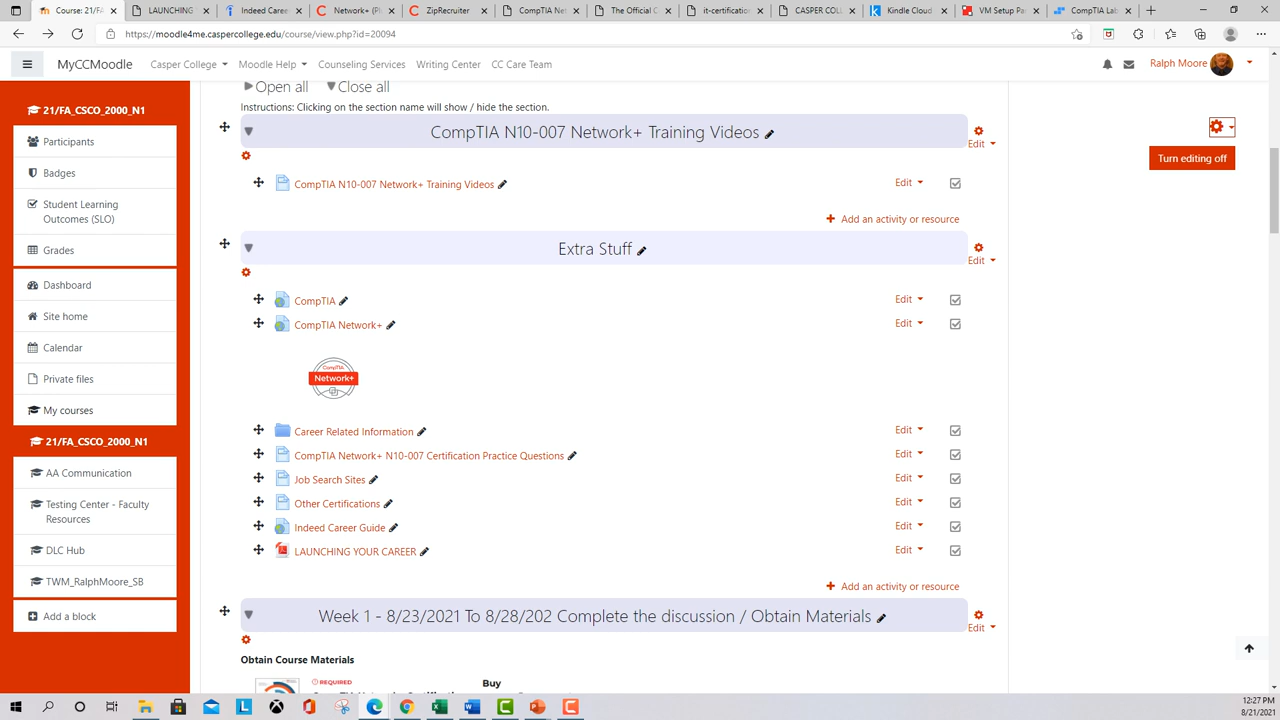 Course: 21/FA
LAUNCHING
Indeed Career
Network+ (Pl
ZipRecruiter
CompTIA Net
The Official C
it-certification
CASPER COLL
Kindle Cloud
VM Setup Pa
CompTIA Lab
https://moodle4me.caspercollege.edu/course/view.php?id=20094
MyCCMoodle
Casper College
Moodle Help
Counseling Services
Writing Center
CC Care Team
Ralph Moore
21/FA_CSCO_2000_N1
Participants
Badges
Student Learning
Outcomes (SLO)
Grades
Dashboard
Site home
Calendar
Private files
My courses
21/FA_CSCO_2000_N1
AA Communication
Testing Center - Faculty
Resources
DLC Hub
TWM_RalphMoore_SB
Add a block
Open all Close all
Instructions: Clicking on the section name will show / hide the section.
CompTIA N10-007 Network+ Training Videos
Edit
CompTIA N10-007 Network+ Training Videos
Edit
Add an activity or resource
Extra Stuff
Edit
CompTIA
Edit
CompTIA Network+
Edit
CompTIA
Network+
Career Related Information
Edit
CompTIA Network+ N10-007 Certification Practice Questions
Edit
Job Search Sites
Edit
Other Certifications
Edit
Indeed Career Guide
Edit
LAUNCHING YOUR CAREER
Edit
Add an activity or resource
Week 1 - 8/23/2021 To 8/28/202 Complete the discussion / Obtain Materials
Edit
Obtain Course Materials
REQUIRED
Buy
Turn editing off
12:27 PM
8/21/2021